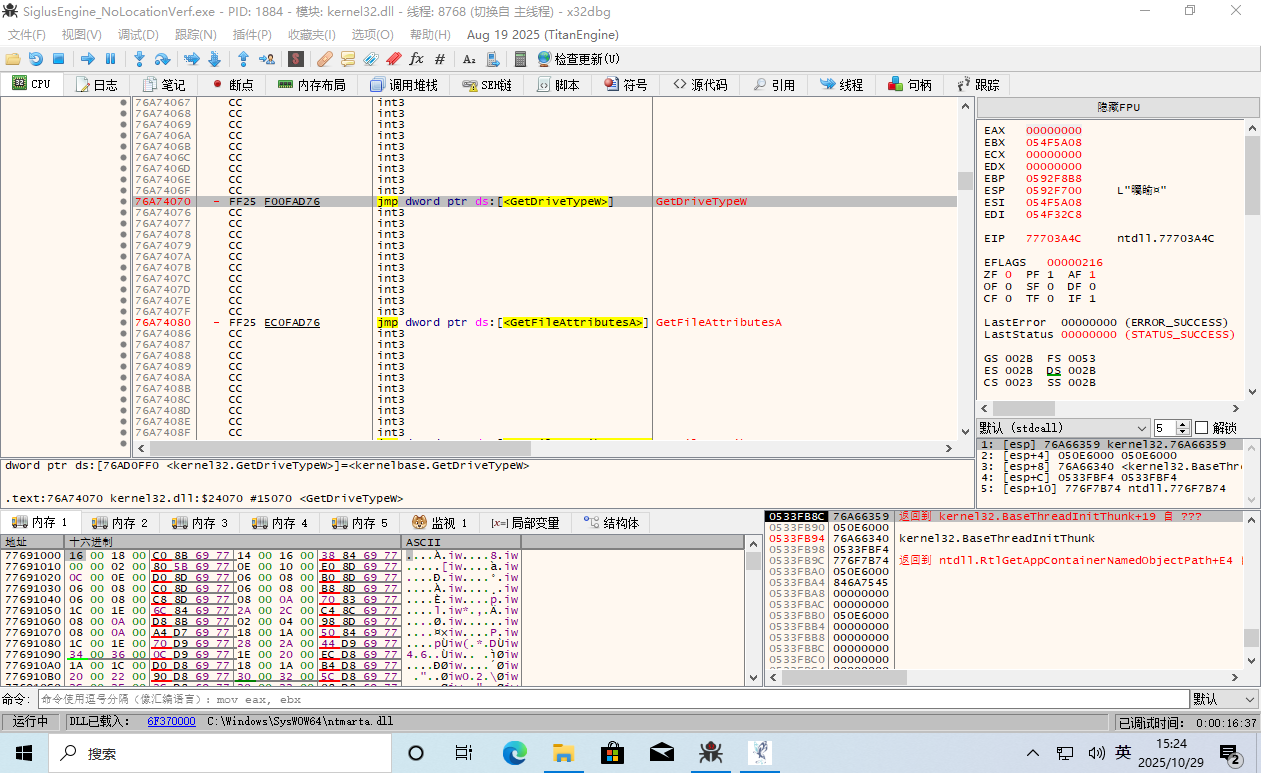 SiglusEngine_NoLocationVerf.exe - PID: 1884 - 模块: kernel32.dll - 线程: 8768 (切换自 主线程) - x32dbg
文件(F) 视图(V) 调试(D) 跟踪(N) 插件(P) 收藏夹(I) 选项(O) 帮助(H) Aug 19 2025 (TitanEngine)
fx # A₂ 检查更新(U)
CPU 日志 笔记 断点 内存布局 调用堆栈 SEH链 脚本 符号 源代码 引用 线程 句柄 跟踪
76A74067 CC int3
76A74068 CC int3
76A74069 CC int3
76A7406A CC int3
76A7406B CC int3
76A7406C CC int3
76A7406D CC int3
76A7406E CC int3
76A7406F CC int3
76A74070 - FF25 F00FAD76 jmp dword ptr ds:[<GetDriveTypeW>] GetDriveTypeW
76A74076 CC int3
76A74077 CC int3
76A74078 CC int3
76A74079 CC int3
76A7407A CC int3
76A7407B CC int3
76A7407C CC int3
76A7407D CC int3
76A7407E CC int3
76A7407F CC int3
76A74080 - FF25 EC0FAD76 jmp dword ptr ds:[<GetFileAttributesA>] GetFileAttributesA
76A74086 CC int3
76A74087 CC int3
76A74088 CC int3
76A74089 CC int3
76A7408A CC int3
76A7408B CC int3
76A7408C CC int3
76A7408D CC int3
76A7408E CC int3
76A7408F CC int3
隐藏FPU
EAX 00000000
EBX 054F5A08
ECX 00000000
EDX 00000000
EBP 0592F8B8
ESP 0592F700
ESI 054F5A08
EDI 054F32C8
EIP 77703A4C ntdll.77703A4C
EFLAGS 00000216
ZF 0 PF 1 AF 1
OF 0 SF 0 DF 0
CF 0 TF 0 IF 1
LastError 00000000 (ERROR_SUCCESS)
LastStatus 00000000 (STATUS_SUCCESS)
GS 002B FS 0053
ES 002B DS 002B
CS 0023 SS 002B
默认 (stdcall) 5 解锁
1: [esp] 76A66359 kernel32.76A66359
2: [esp+4] 050E6000 050E6000
3: [esp+8] 76A66340 <kernel32.BaseThre
4: [esp+C] 0533FBF4 0533FBF4
5: [esp+10] 776F7B74 ntdll.776F7B74
dword ptr ds:[76AD0FF0 <kernel32.GetDriveTypeW>]=<kernelbase.GetDriveTypeW>
.text:76A74070 kernel32.dll:$24070 #15070 <GetDriveTypeW>
内存 1 内存 2 内存 3 内存 4 内存 5 监视 1 [x=] 局部变量 结构体
地址 十六进制 ASCII
77691000 16 00 18 00 C0 8B 69 77 14 00 16 00 38 84 69 77 ....À.iw....8.iw
77691010 00 00 02 00 80 5B 69 77 0E 00 10 00 E0 8D 69 77 .....[iw....à.iw
77691020 0C 00 0E 00 D0 8D 69 77 06 00 08 00 B0 8D 69 77 ....Ð.iw....°.iw
77691030 06 00 08 00 C0 8D 69 77 06 00 08 00 B8 8D 69 77 ....À.iw....¸.iw
77691040 06 00 08 00 C8 8D 69 77 08 00 0A 00 70 83 69 77 ....È.iw....p.iw
77691050 1C 00 1E 00 6C 84 69 77 2A 00 2C 00 C4 8C 69 77 ....l.iw*.,.Ä.iw
77691060 08 00 0A 00 D8 8B 69 77 02 00 04 00 98 8D 69 77 ....Ø.iw......iw
77691070 08 00 0A 00 A4 D7 69 77 18 00 1A 00 50 84 69 77 ....¤×iw....P.iw
77691080 1C 00 1E 00 70 D9 69 77 28 00 2A 00 44 D9 69 77 ....pÙiw(.*.DÙiw
77691090 34 00 36 00 0C D9 69 77 1E 00 20 00 EC D8 69 77 4.6..Ùiw.. .ìØiw
776910A0 1A 00 1C 00 D0 D8 69 77 18 00 1A 00 B4 D8 69 77 ....ÐØiw....´Øiw
776910B0 20 00 22 00 90 D8 69 77 30 00 32 00 5C D8 69 77  ."..Øiw0.2.\Øiw
0533FB8C 76A66359 返回到 kernel32.BaseThreadInitThunk+19 自 ???
0533FB90 050E6000
0533FB94 76A66340 kernel32.BaseThreadInitThunk
0533FB98 0533FBF4
0533FB9C 776F7B74 返回到 ntdll.RtlGetAppContainerNamedObjectPath+E4
0533FBA0 050E6000
0533FBA4 846A7545
0533FBA8 00000000
0533FBAC 00000000
0533FBB0 050E6000
0533FBB4 00000000
0533FBB8 00000000
0533FBBC 00000000
0533FBC0 00000000
命令: 命令使用逗号分隔（像汇编语言）: mov eax, ebx 默认
运行中 DLL已载入: 6F370000 C:\Windows\SysWOW64\ntmarta.dll 已调试时间: 0:00:16:37
搜索 英 15:24
2025/10/29 2